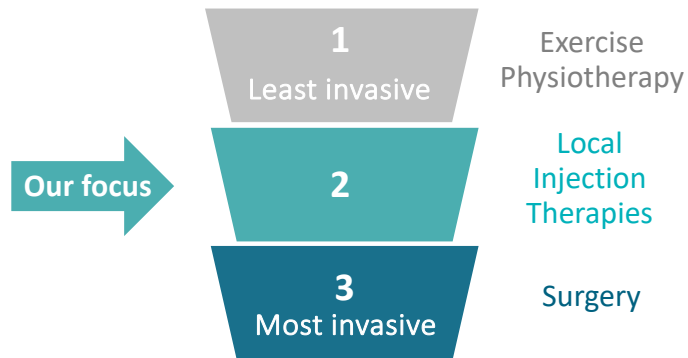 1
Least invasive
Exercise
Physiotherapy
Our focus
2
Local
Injection
Therapies
3
Most invasive
Surgery